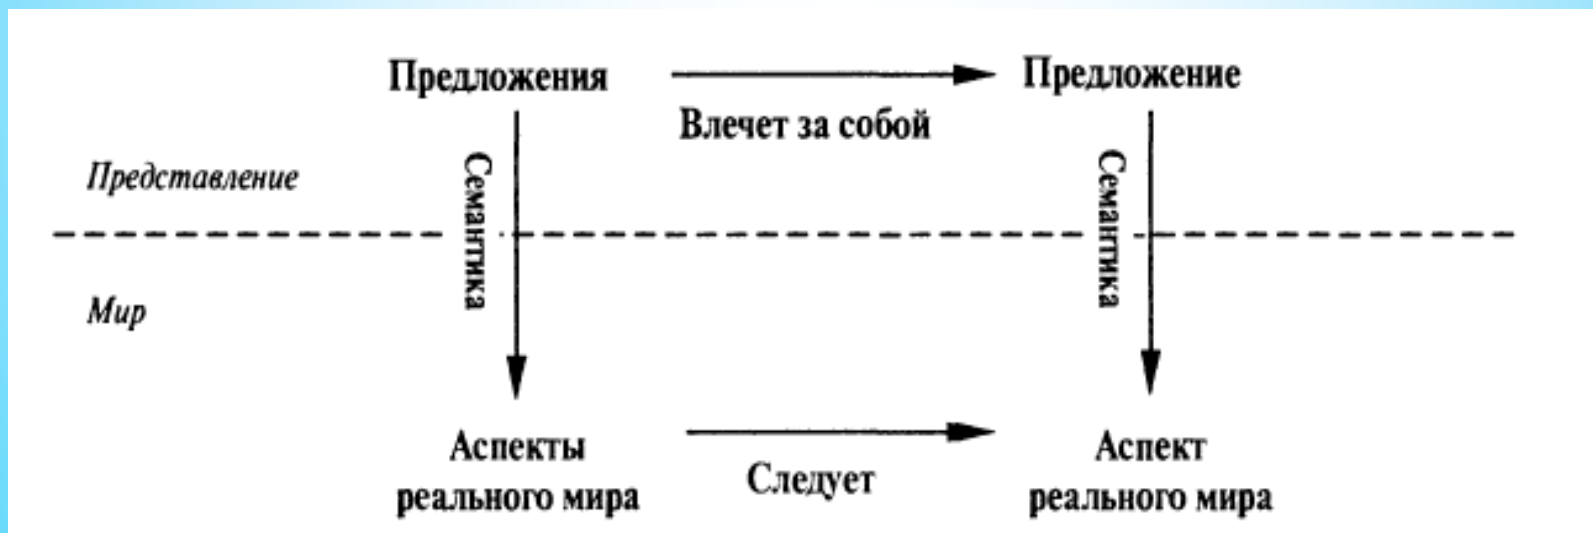 Предложения
Предложение
Влечет за собой
Семантика
Семантика
Представление
Мир
Аспекты
реального мира
Следует
Аспект
реального мира